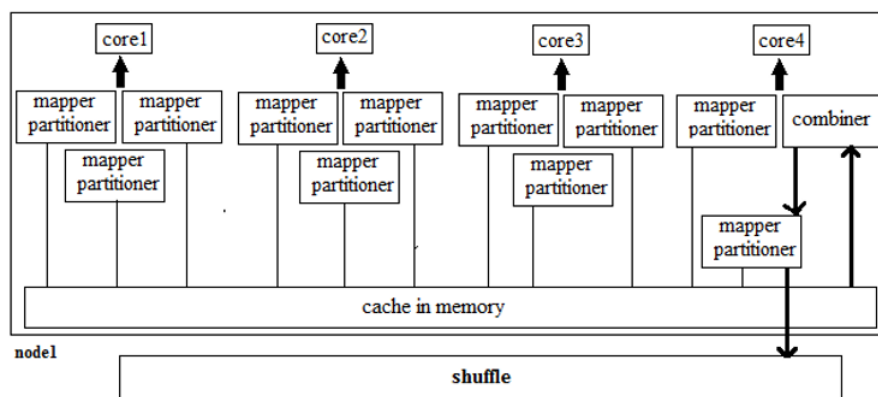 core1
core2
core3
core4
mapper
partitioner
mapper
partitioner
mapper
partitioner
mapper
partitioner
mapper
partitioner
mapper
partitioner
mapper
partitioner
combiner
mapper
partitioner
mapper
partitioner
mapper
partitioner
mapper
partitioner
cache in memory
node1
shuffle